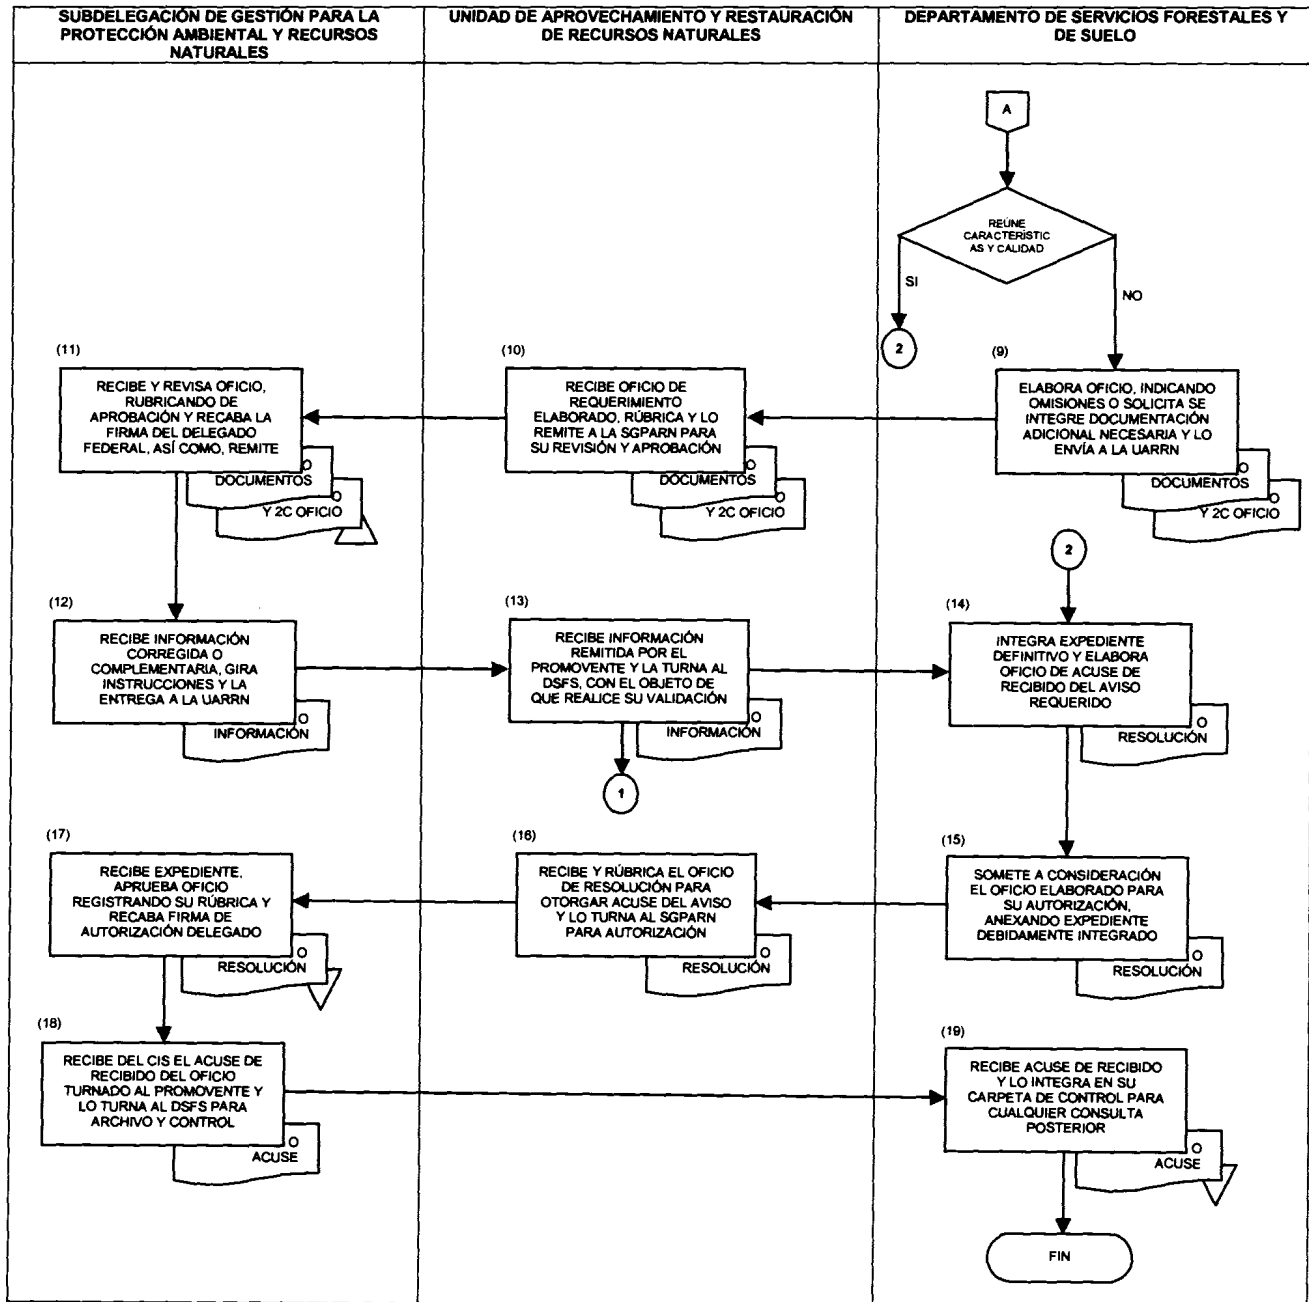 SUBDELEGACIÓN DE GESTIÓN PARA LA
PROTECCIÓN AMBIENTAL Y RECURSOS
NATURALES
UNIDAD DE APROVECHAMIENTO Y RESTAURACIÓN
DE RECURSOS NATURALES
DEPARTAMENTO DE SERVICIOS FORESTALES Y
DE SUELO
A
REÚNE
CARACTERÍSTIC
AS Y CALIDAD
SI
NO
2
(11)
RECIBE Y REVISA OFICIO,
RUBRICANDO DE
APROBACIÓN Y RECABA LA
FIRMA DEL DELEGADO
FEDERAL, ASÍ COMO, REMITE
O
DOCUMENTOS
O
Y 2C OFICIO
(10)
RECIBE OFICIO DE
REQUERIMIENTO
ELABORADO, RÚBRICA Y LO
REMITE A LA SGPARN PARA
SU REVISIÓN Y APROBACIÓN
O
DOCUMENTOS
O
Y 2C OFICIO
(9)
ELABORA OFICIO, INDICANDO
OMISIONES O SOLICITA SE
INTEGRE DOCUMENTACIÓN
ADICIONAL NECESARIA Y LO
ENVÍA A LA UARRN
O
DOCUMENTOS
O
Y 2C OFICIO
2
(12)
RECIBE INFORMACIÓN
CORREGIDA O
COMPLEMENTARIA, GIRA
INSTRUCCIONES Y LA
ENTREGA A LA UARRN
O
INFORMACIÓN
(13)
RECIBE INFORMACIÓN
REMITIDA POR EL
PROMOVENTE Y LA TURNA AL
DSFS, CON EL OBJETO DE
QUE REALICE SU VALIDACIÓN
O
INFORMACIÓN
1
(14)
INTEGRA EXPEDIENTE
DEFINITIVO Y ELABORA
OFICIO DE ACUSE DE
RECIBIDO DEL AVISO
REQUERIDO
O
RESOLUCIÓN
(17)
RECIBE EXPEDIENTE,
APRUEBA OFICIO
REGISTRANDO SU RÚBRICA Y
RECABA FIRMA DE
AUTORIZACIÓN DELEGADO
O
RESOLUCIÓN
(16)
RECIBE Y RÚBRICA EL OFICIO
DE RESOLUCIÓN PARA
OTORGAR ACUSE DEL AVISO
Y LO TURNA AL SGPARN
PARA AUTORIZACIÓN
O
RESOLUCIÓN
(15)
SOMETE A CONSIDERACIÓN
EL OFICIO ELABORADO PARA
SU AUTORIZACIÓN,
ANEXANDO EXPEDIENTE
DEBIDAMENTE INTEGRADO
O
RESOLUCIÓN
(18)
RECIBE DEL CIS EL ACUSE DE
RECIBIDO DEL OFICIO
TURNADO AL PROMOVENTE Y
LO TURNA AL DSFS PARA
ARCHIVO Y CONTROL
O
ACUSE
(19)
RECIBE ACUSE DE RECIBIDO
Y LO INTEGRA EN SU
CARPETA DE CONTROL PARA
CUALQUIER CONSULTA
POSTERIOR
O
ACUSE
FIN